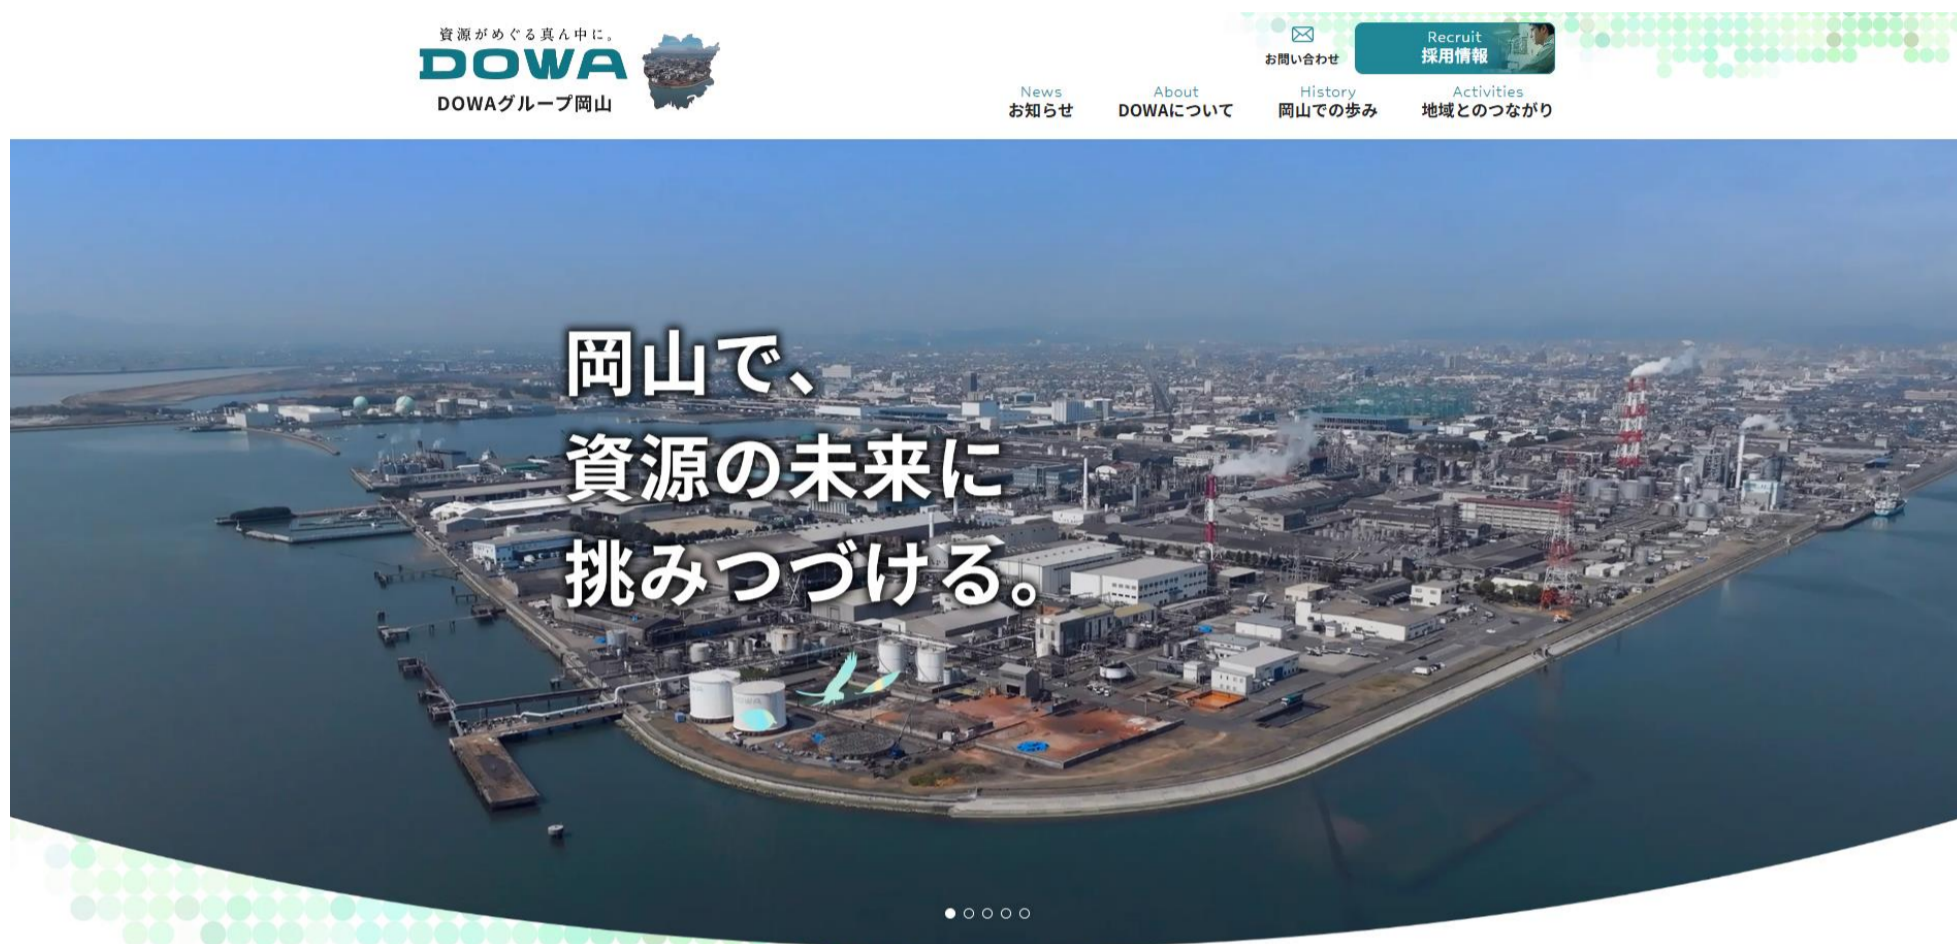 資源がめぐる真ん中に。
DOWA
DOWAグループ岡山
お問い合わせ
Recruit
採用情報
News
お知らせ
About
DOWAについて
History
岡山での歩み
Activities
地域とのつながり
岡山で、
資源の未来に
挑みつづける。